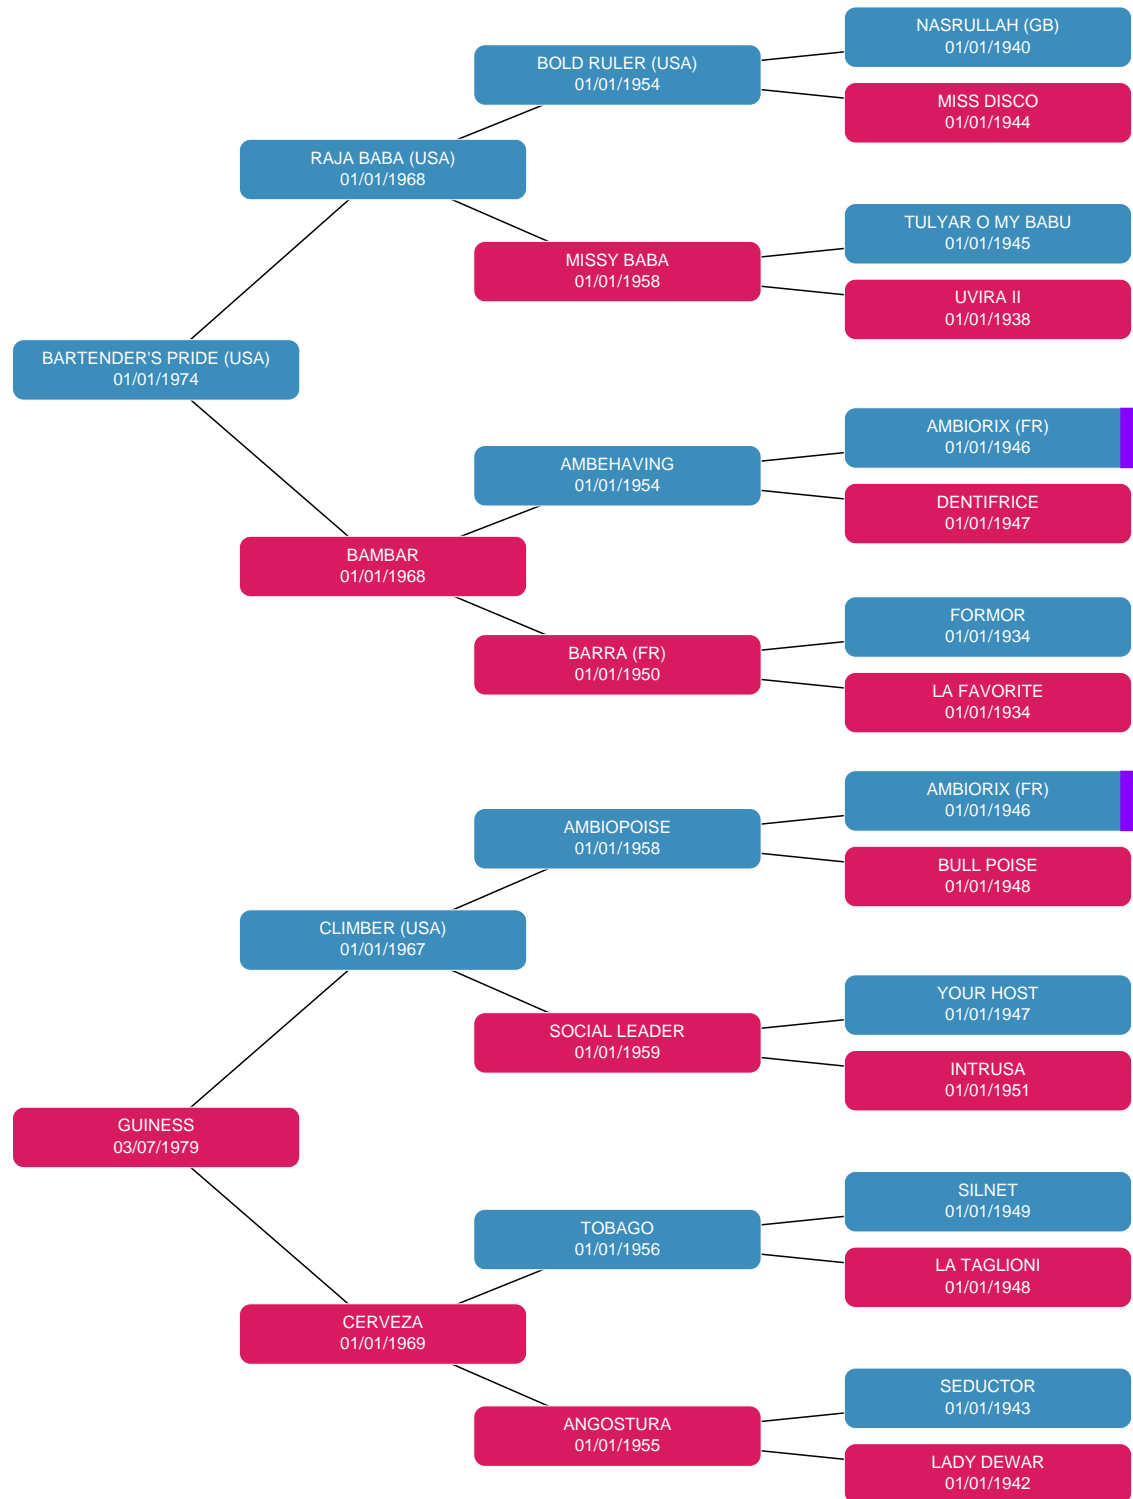 NASRULLAH (GB)
01/01/1940
BOLD RULER (USA)
01/01/1954
MISS DISCO
01/01/1944
RAJA BABA (USA)
01/01/1968
TULYAR O MY BABU
01/01/1945
MISSY BABA
01/01/1958
UVIRA II
01/01/1938
BARTENDER'S PRIDE (USA)
01/01/1974
AMBIORIX (FR)
01/01/1946
AMBEHAVING
01/01/1954
DENTIFRICE
01/01/1947
BAMBAR
01/01/1968
FORMOR
01/01/1934
BARRA (FR)
01/01/1950
LA FAVORITE
01/01/1934
AMBIORIX (FR)
01/01/1946
AMBIOPOISE
01/01/1958
BULL POISE
01/01/1948
CLIMBER (USA)
01/01/1967
YOUR HOST
01/01/1947
SOCIAL LEADER
01/01/1959
INTRUSA
01/01/1951
GUINESS
03/07/1979
SILNET
01/01/1949
TOBAGO
01/01/1956
LA TAGLIONI
01/01/1948
CERVEZA
01/01/1969
SEDUCTOR
01/01/1943
ANGOSTURA
01/01/1955
LADY DEWAR
01/01/1942